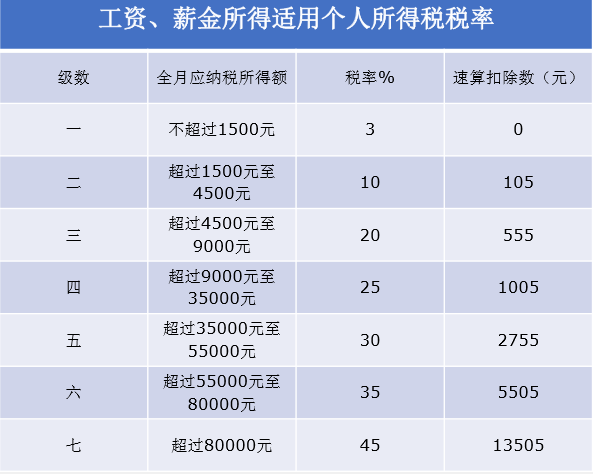 工资、薪金所得适用个人所得税税率
级数 全月应纳税所得额 税率% 速算扣除数（元）
一 不超过1500元 3 0
二 超过1500元至
4500元 10 105
三 超过4500元至
9000元 20 555
四 超过9000元至
35000元 25 1005
五 超过35000元至
55000元 30 2755
六 超过55000元至
80000元 35 5505
七 超过80000元 45 13505